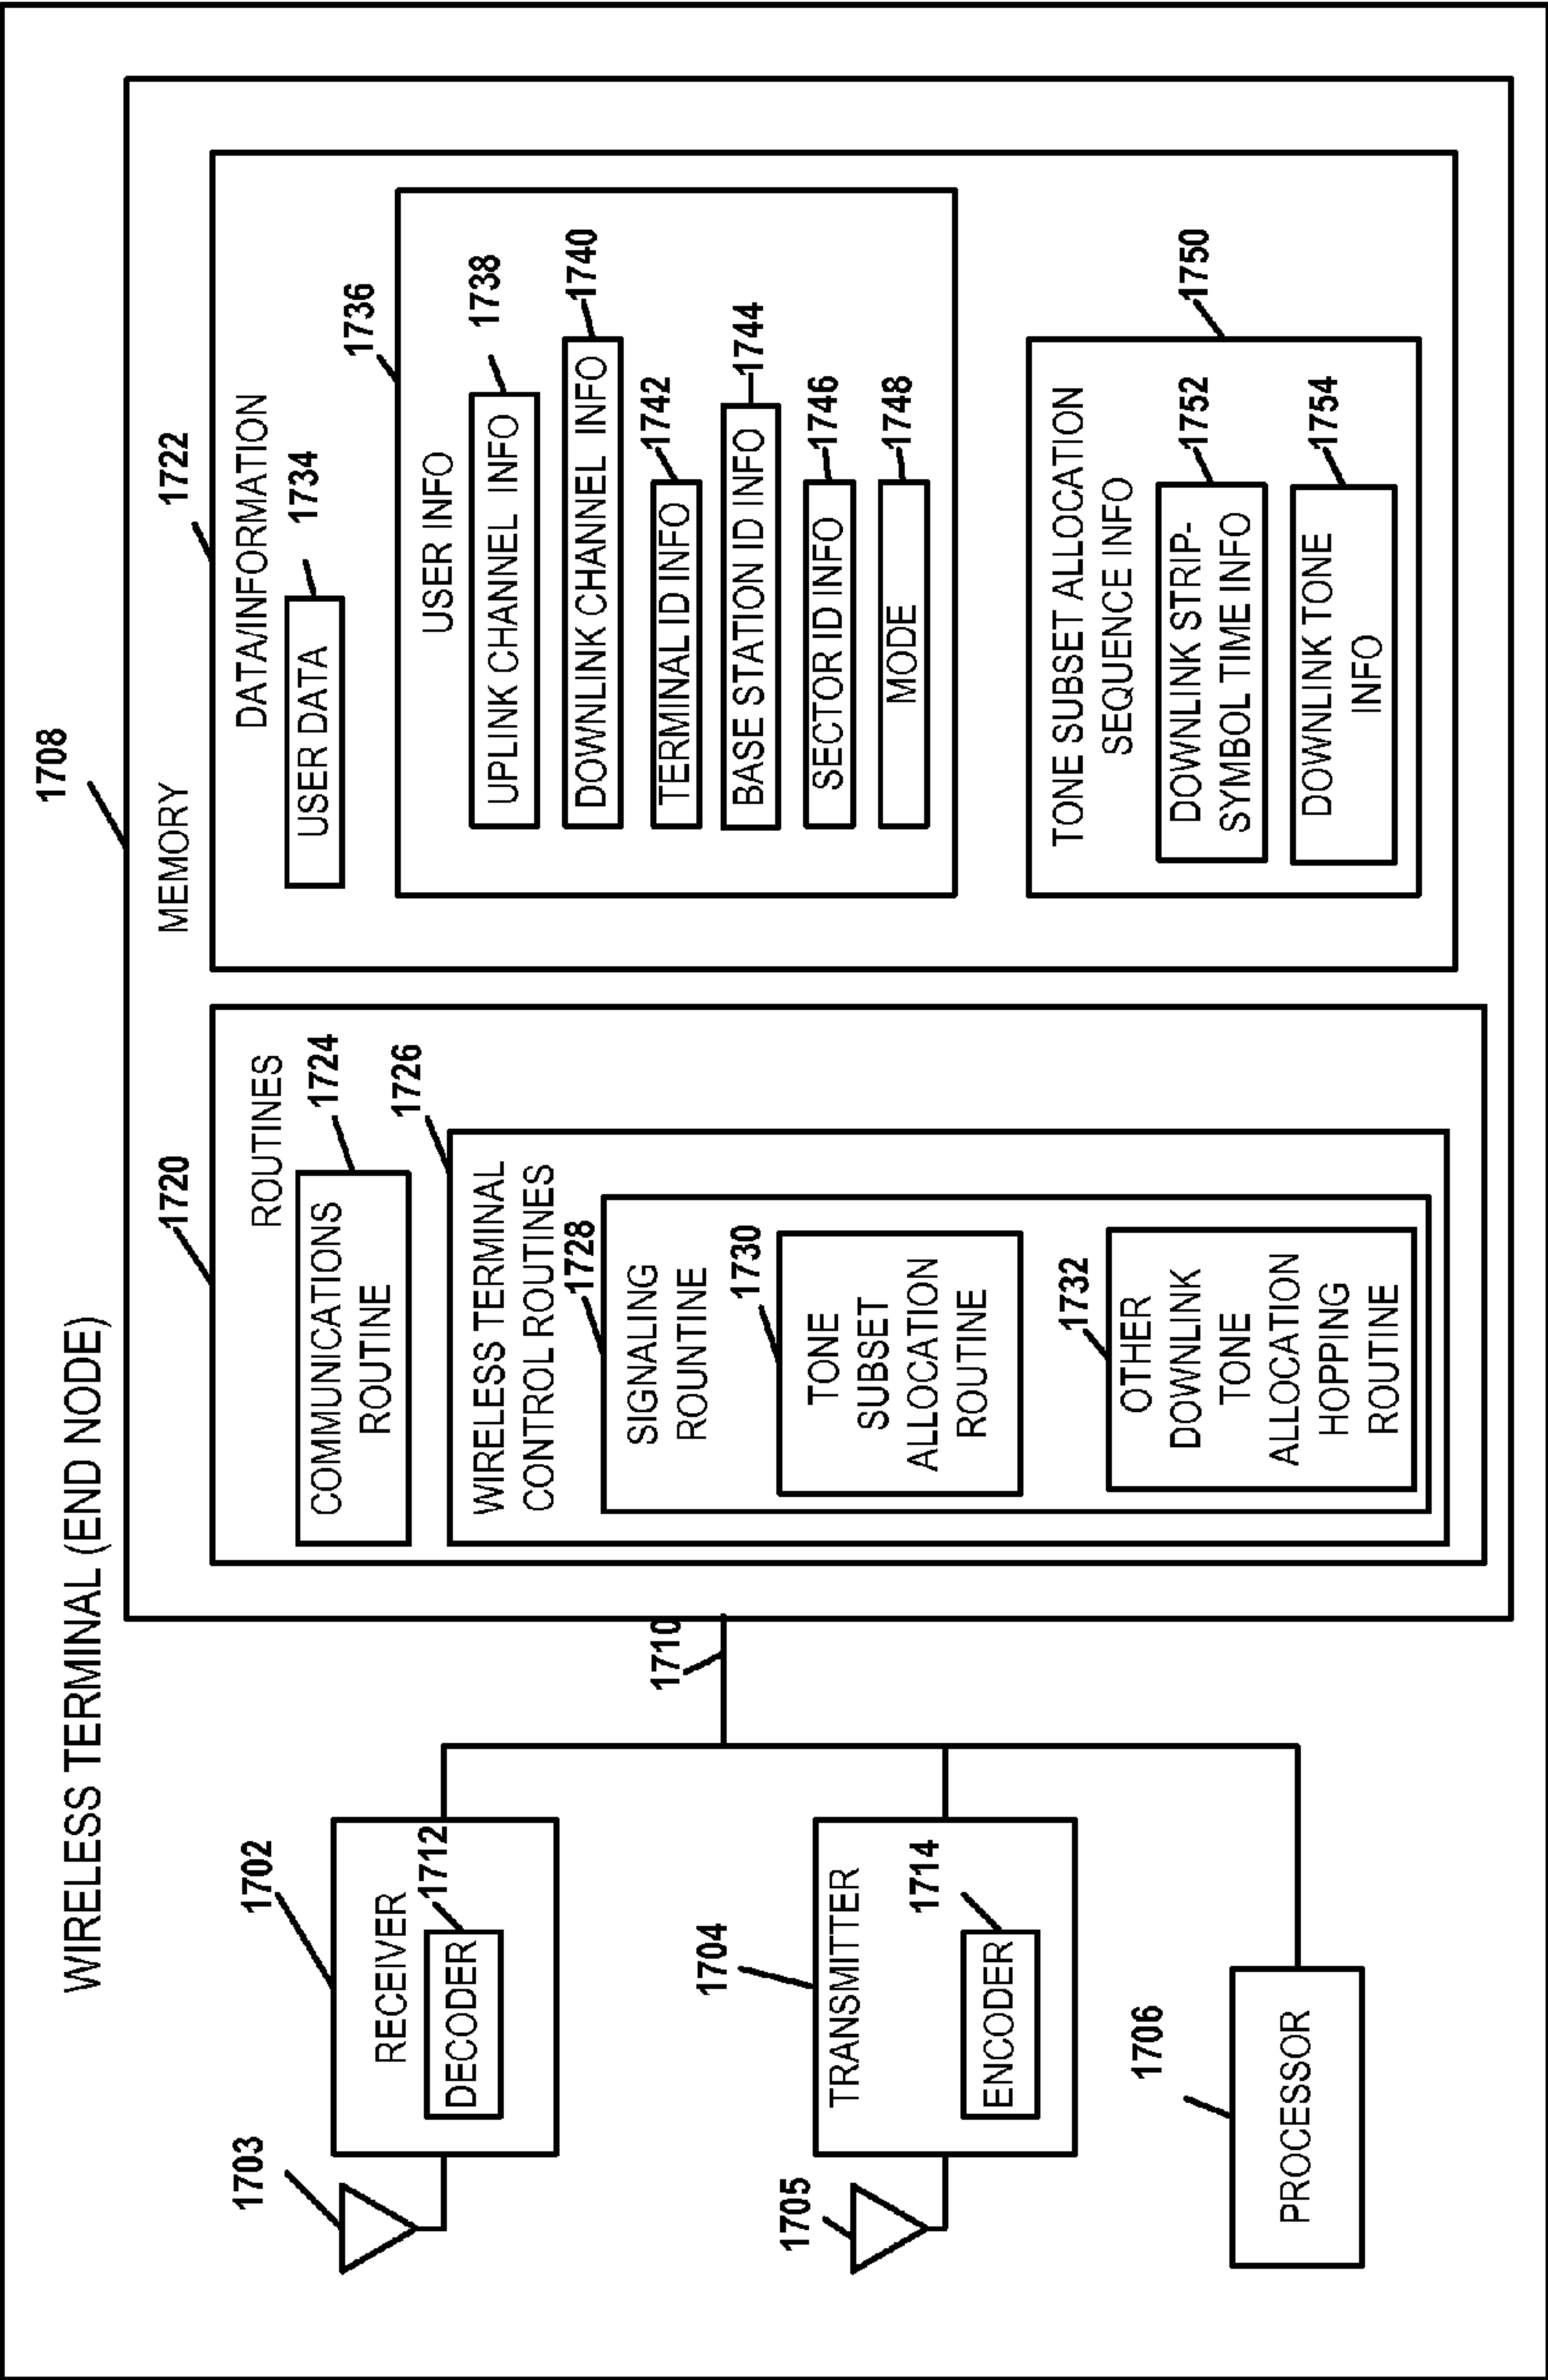 WIRELESS TERMINAL (END NODE)
1702
RECEIVER
1712
DECODER
1703
1704
TRANSMITTER
1714
ENCODER
1705
1706
PROCESSOR
1710
1708
MEMORY
1720
ROUTINES
1724
COMMUNICATIONS
ROUTINE
1726
WIRELESS TERMINAL
CONTROL ROUTINES
1728
SIGNALING
ROUNTINE
1730
TONE
SUBSET
ALLOCATION
ROUTINE
1732
OTHER
DOWNLINK
TONE
ALLOCATION
HOPPING
ROUTINE
1722
DATA/INFORMATION
1734
USER DATA
1736
USER INFO
1738
UPLINK CHANNEL INFO
1740
DOWNLINK CHANNEL INFO
1742
TERMINAL ID INFO
1744
BASE STATION ID INFO
1746
SECTOR ID INFO
1748
MODE
1750
TONE SUBSET ALLOCATION
SEQUENCE INFO
1752
DOWNLINK STRIP-
SYMBOL TIME INFO
1754
DOWNLINK TONE
INFO